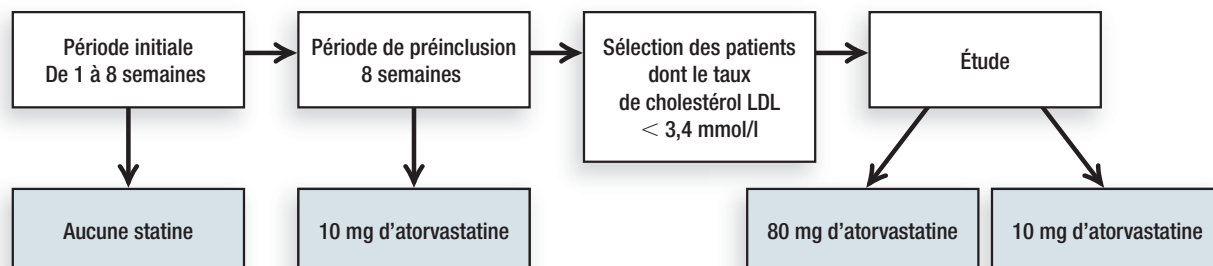 Période initiale
De 1 à 8 semaines
Période de préinclusion
8 semaines
Sélection des patients
dont le taux
de cholestérol LDL
< 3,4 mmol/l
Étude
Aucune statine
10 mg d'atorvastatine
80 mg d'atorvastatine
10 mg d'atorvastatine